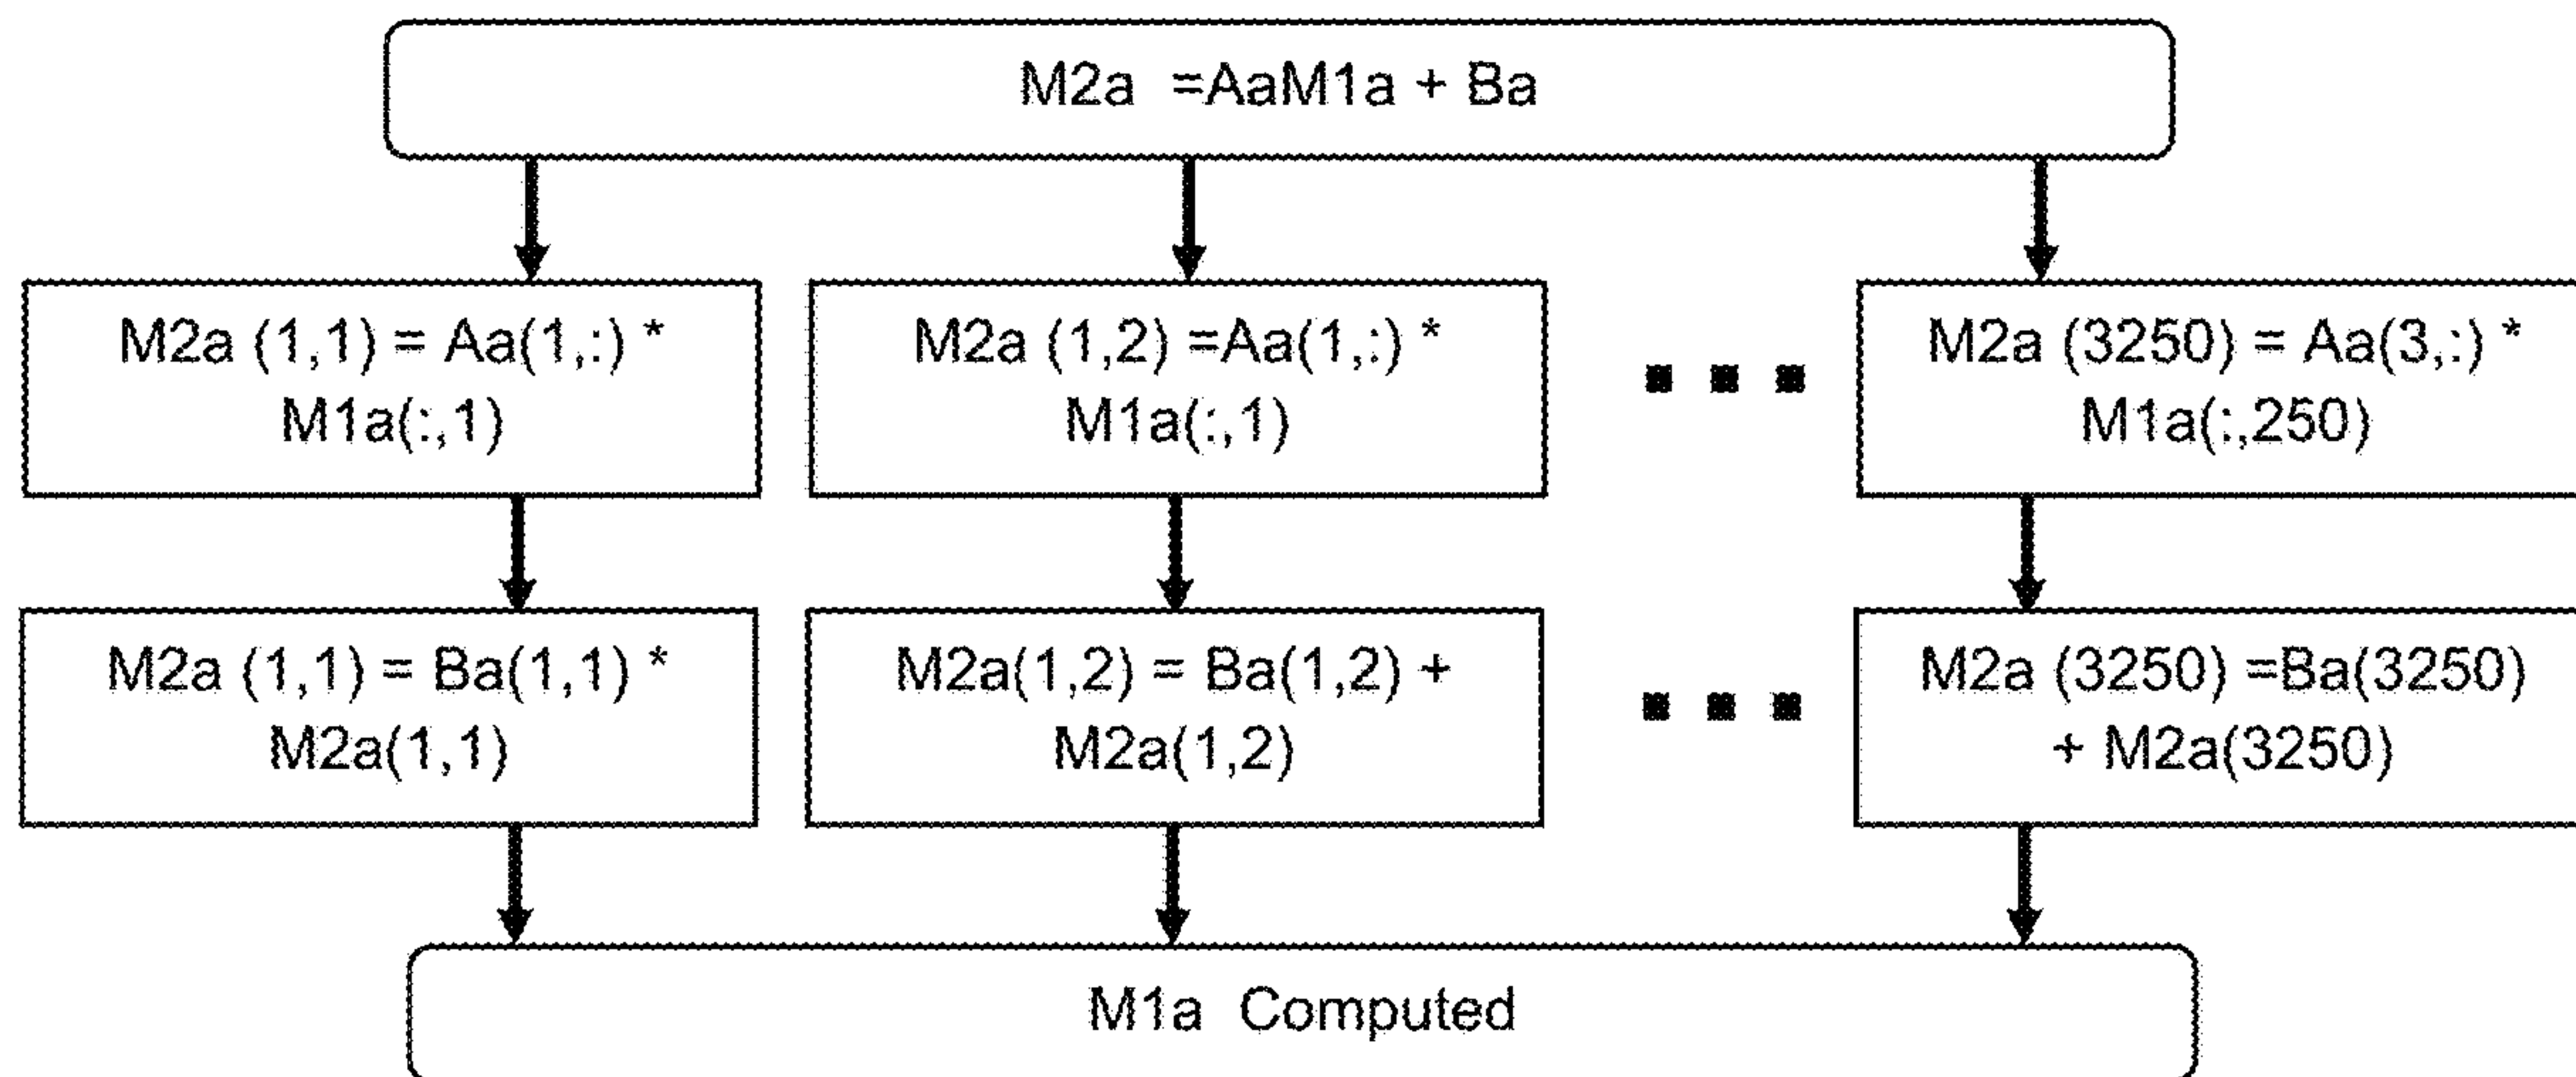 M2a =AaM1a + Ba
M2a (1,1) = Aa(1,:) *
M1a(:,1)
M2a (1,2) =Aa(1,:) *
M1a(:,1)
M2a (3250) = Aa(3,:) *
M1a(:,250)
M2a (1,1) = Ba(1,1) *
M2a(1,1)
M2a(1,2) = Ba(1,2) +
M2a(1,2)
M2a (3250) =Ba(3250)
+ M2a(3250)
M1a Computed